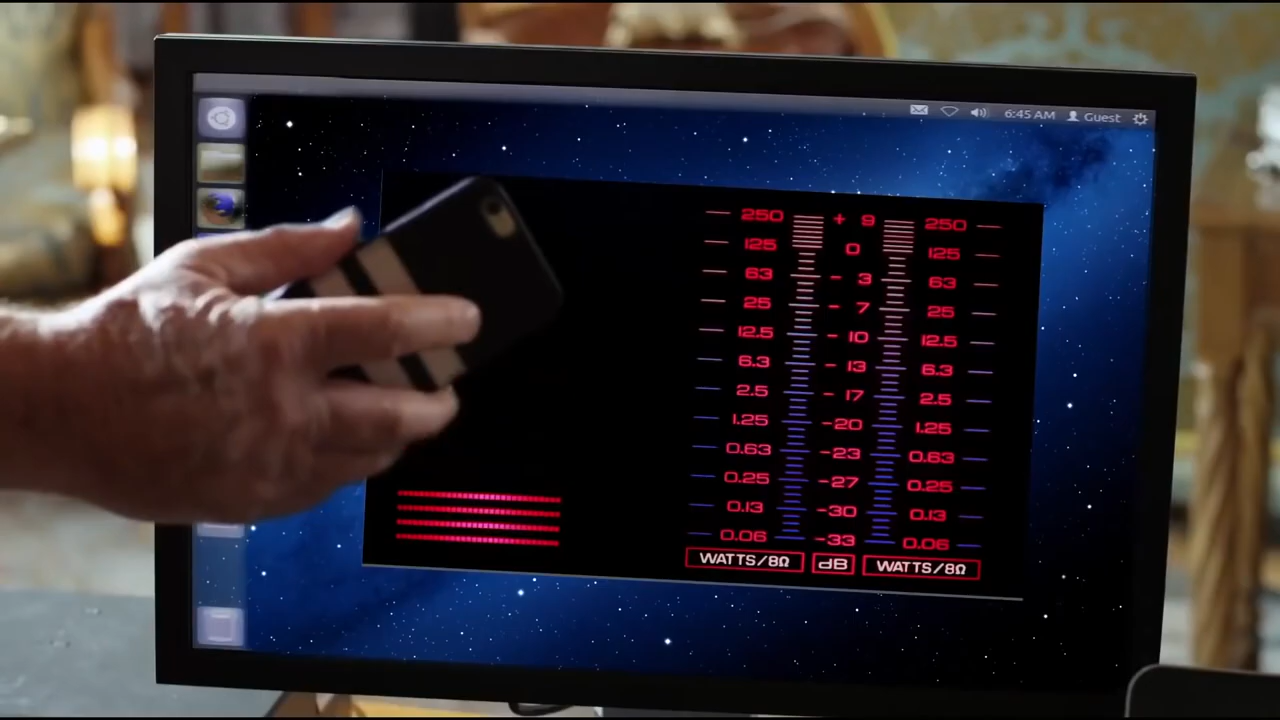 6:45 AM Guest
250 + 9 250
125 0 125
63 - 3 63
25 - 7 25
12.5 - 10 12.5
6.3 - 13 6.3
2.5 - 17 2.5
1.25 -20 1.25
0.63 -23 0.63
0.25 -27 0.25
0.13 -30 0.13
0.06 -33 0.06
WATTS/8Ω dB WATTS/8Ω